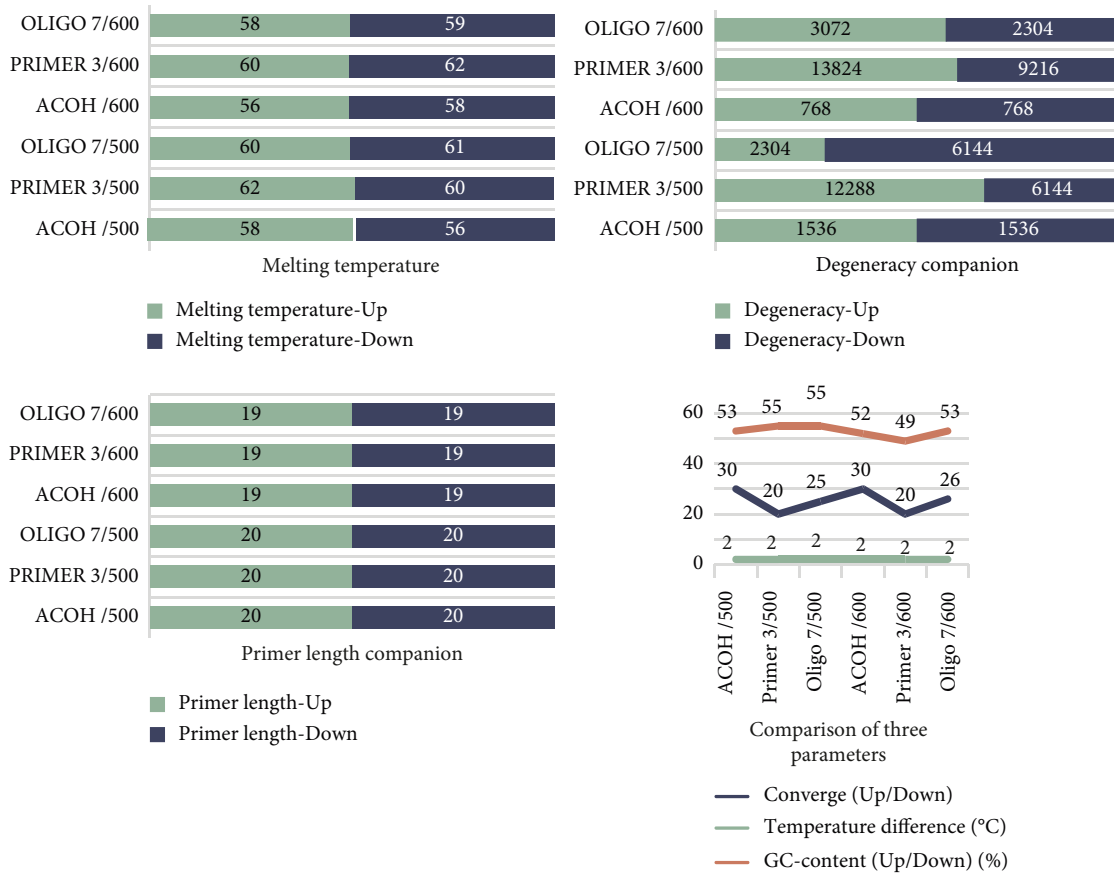 OLIGO 7/600 58 59
PRIMER 3/600 60 62
ACOH /600 56 58
OLIGO 7/500 60 61
PRIMER 3/500 62 60
ACOH /500 58 56
Melting temperature
Melting temperature-Up
Melting temperature-Down
OLIGO 7/600 3072 2304
PRIMER 3/600 13824 9216
ACOH /600 768 768
OLIGO 7/500 2304 6144
PRIMER 3/500 12288 6144
ACOH /500 1536 1536
Degeneracy companion
Degeneracy-Up
Degeneracy-Down
OLIGO 7/600 19 19
PRIMER 3/600 19 19
ACOH /600 19 19
OLIGO 7/500 20 20
PRIMER 3/500 20 20
ACOH /500 20 20
Primer length companion
Primer length-Up
Primer length-Down
60
40
20
0
53 55 55 52 49 53
30 20 25 30 20 26
2 2 2 2 2 2
ACOH /500
Primer 3/500
Oligo 7/500
ACOH /600
Primer 3/600
Oligo 7/600
Comparison of three
parameters
Converge (Up/Down)
Temperature difference (°C)
GC-content (Up/Down) (%)